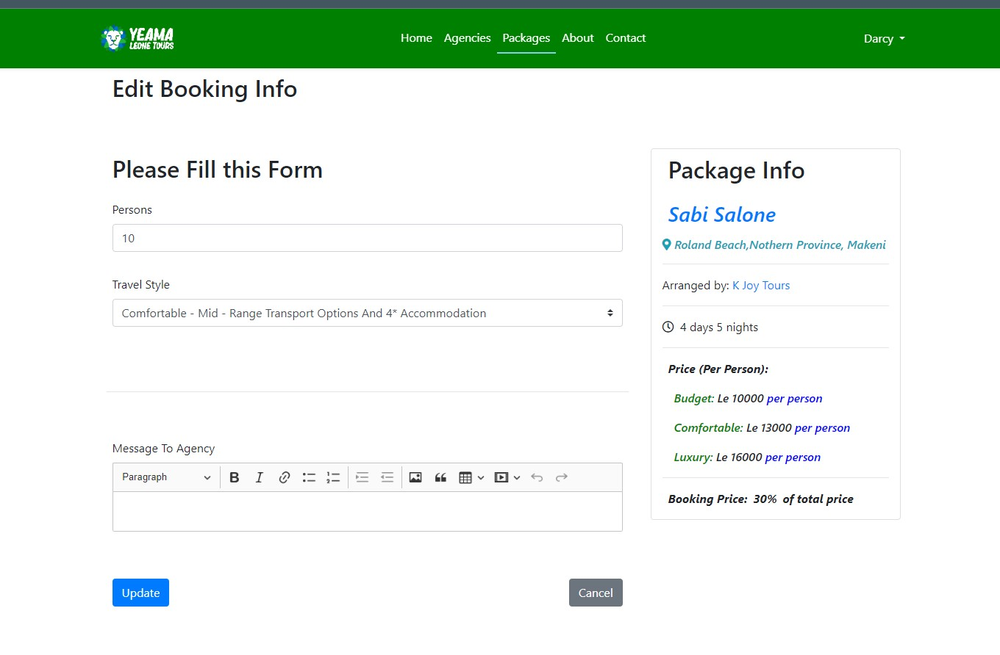 YEAMA
LEONE TOURS
Home Agencies Packages About Contact
Darcy
Edit Booking Info
Please Fill this Form
Persons
10
Travel Style
Comfortable - Mid - Range Transport Options And 4* Accommodation
Message To Agency
Paragraph
Update
Cancel
Package Info
Sabi Salone
Roland Beach,Nothern Province, Makeni
Arranged by: K Joy Tours
4 days 5 nights
Price (Per Person):
Budget: Le 10000 per person
Comfortable: Le 13000 per person
Luxury: Le 16000 per person
Booking Price: 30% of total price